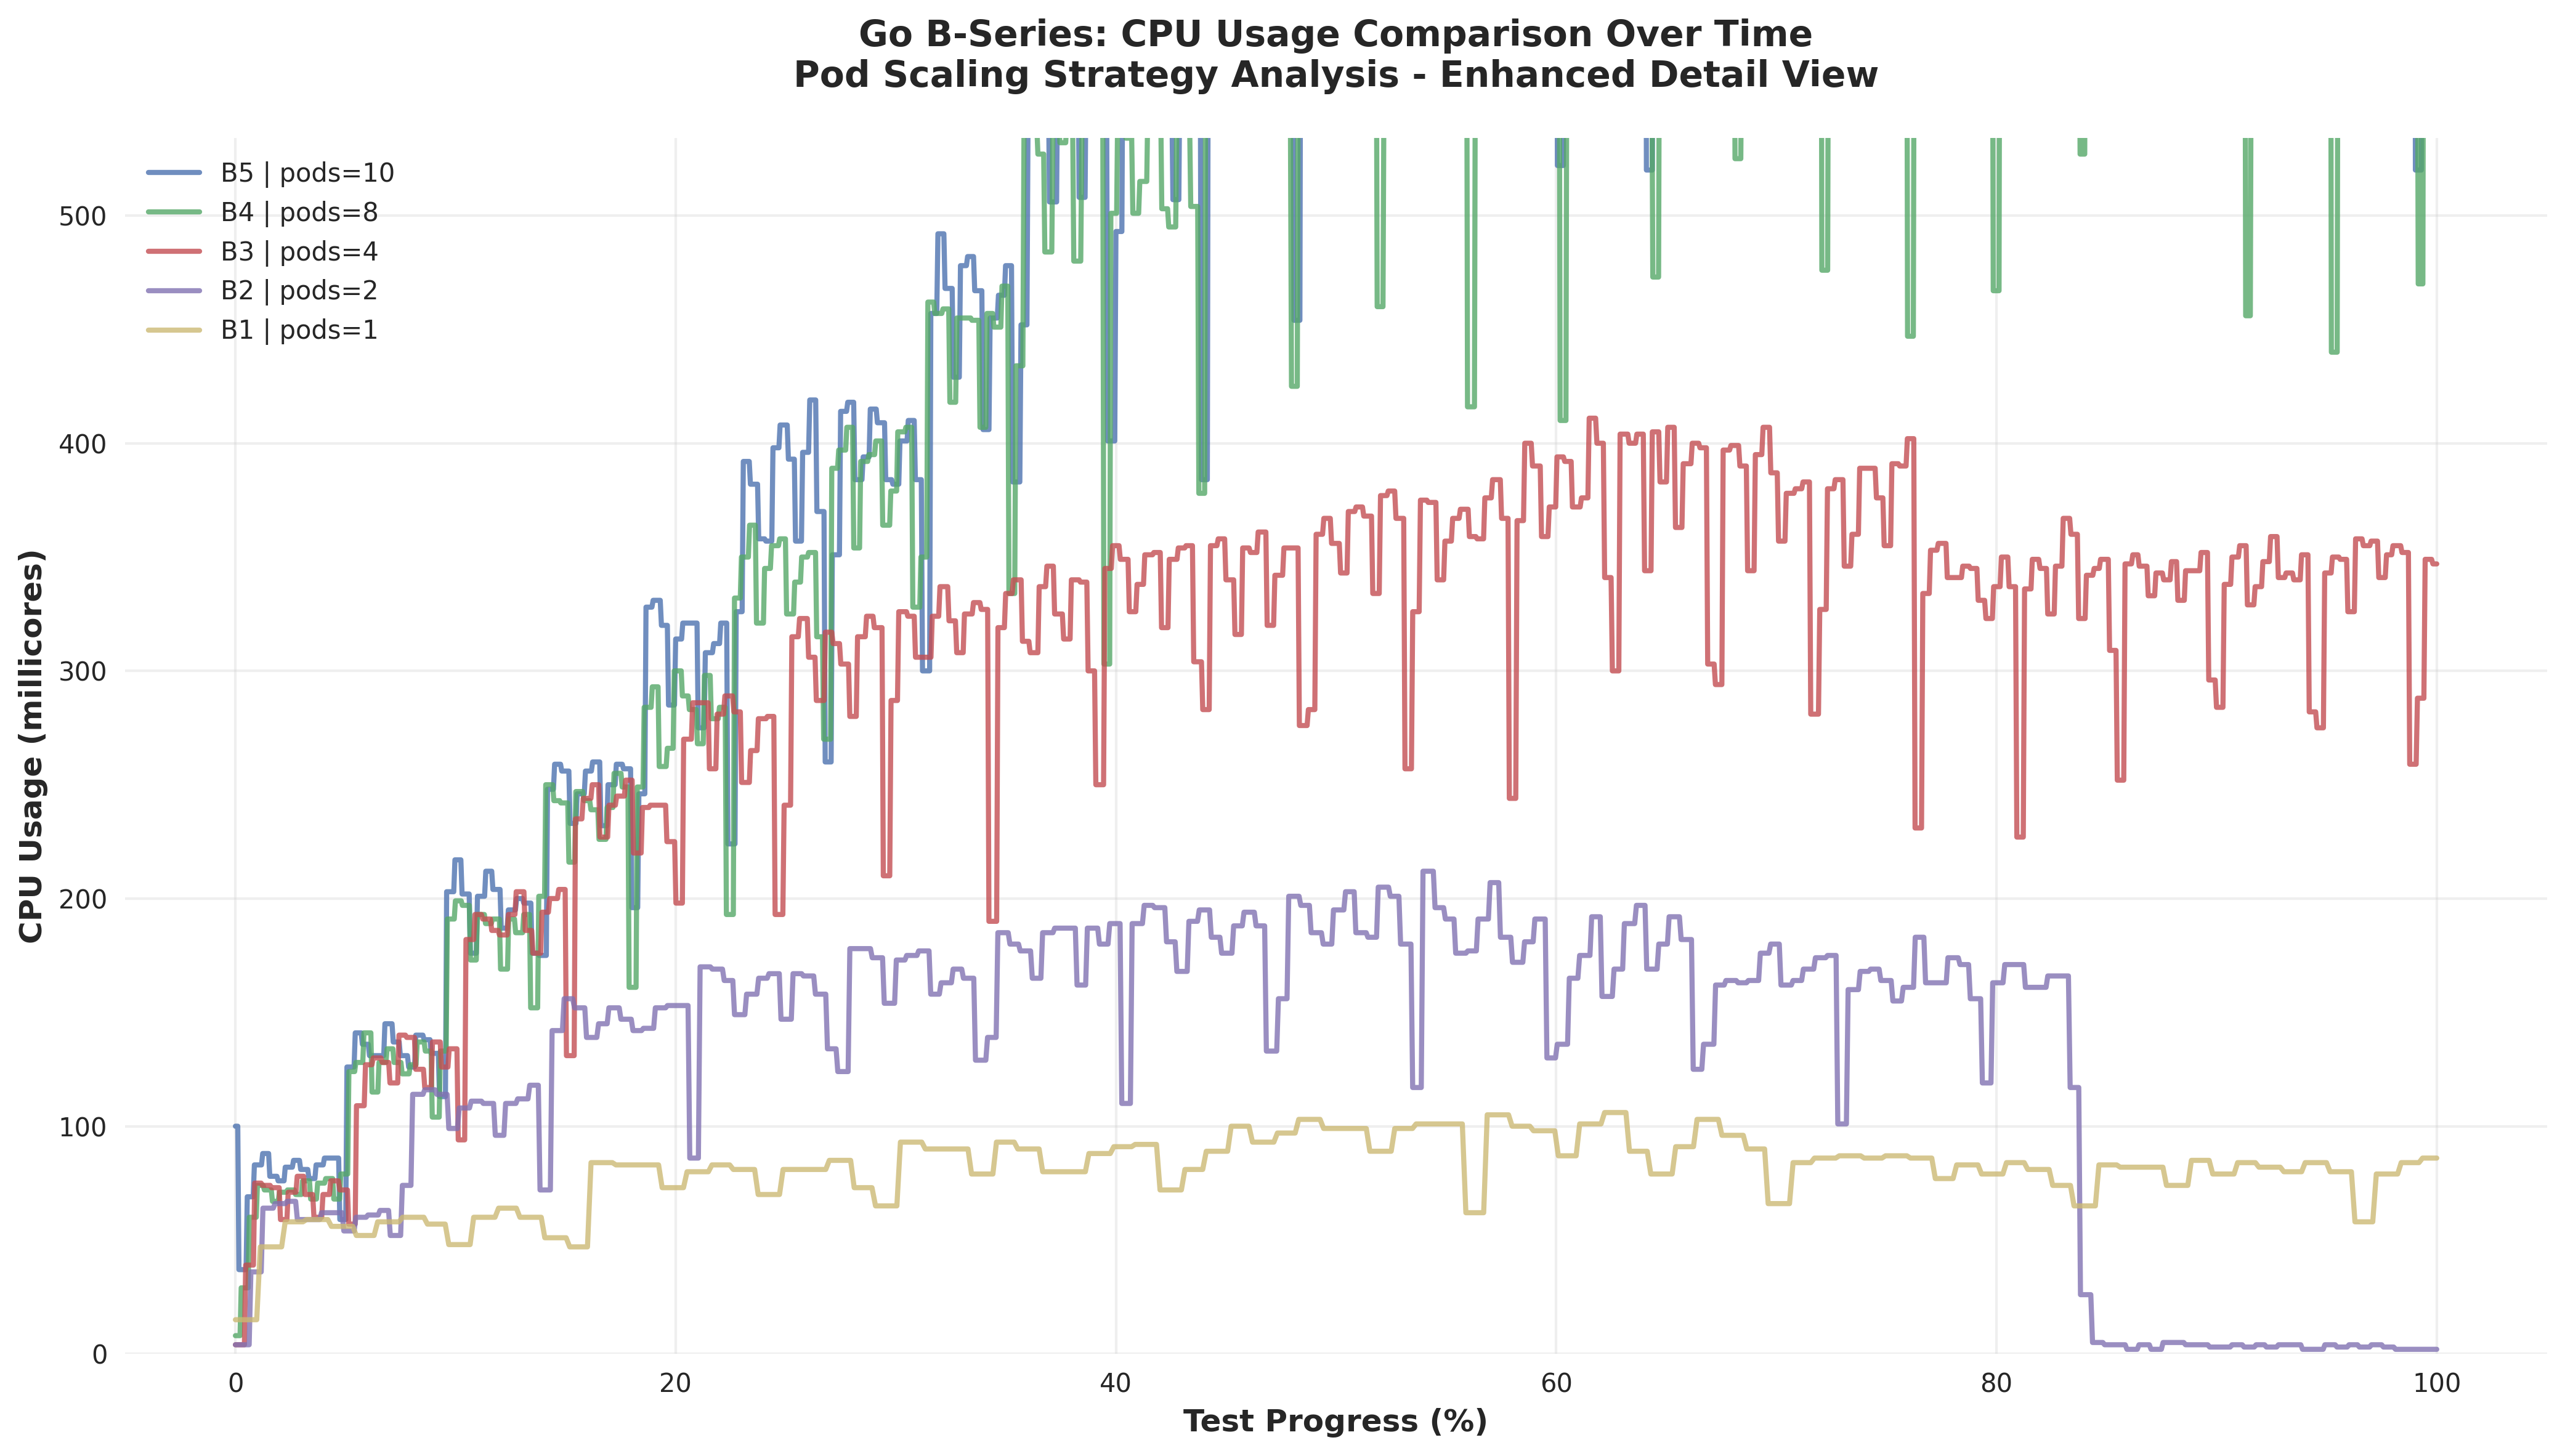 Go B-Series: CPU Usage Comparison Over Time
Pod Scaling Strategy Analysis - Enhanced Detail View
B5 | pods=10
B4 | pods=8
B3 | pods=4
B2 | pods=2
B1 | pods=1
CPU Usage (millicores)
500
400
300
200
100
0
0 20 40 60 80 100
Test Progress (%)